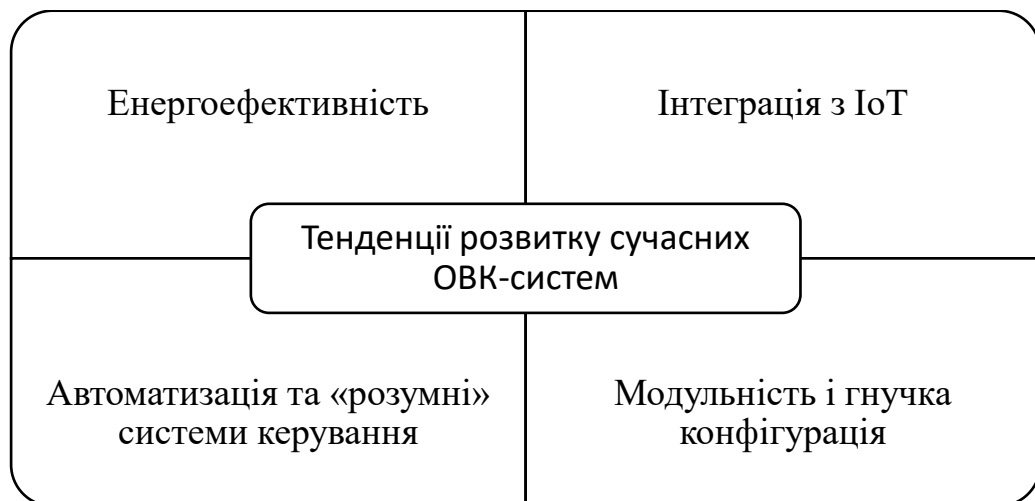 Енергоефективність
Інтеграція з IoT
Тенденції розвитку сучасних
ОВК-систем
Автоматизація та «розумні»
системи керування
Модульність і гнучка
конфігурація